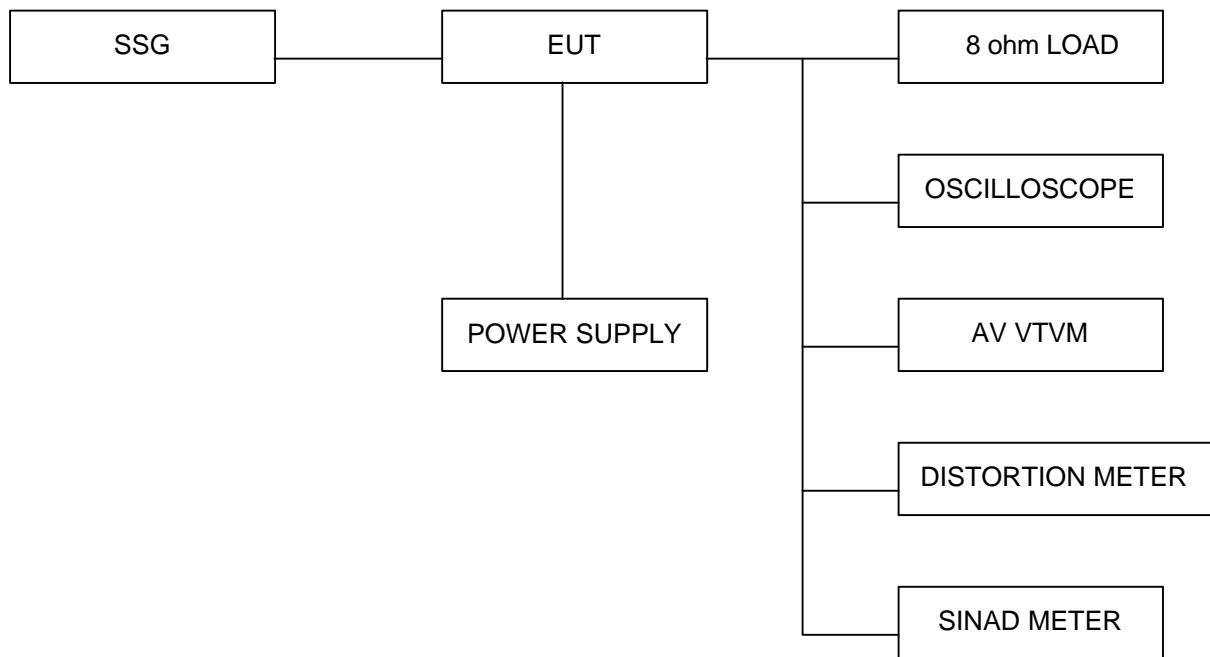 SSG
EUT
8 ohm LOAD
OSCILLOSCOPE
POWER SUPPLY
AV VTVM
DISTORTION METER
SINAD METER